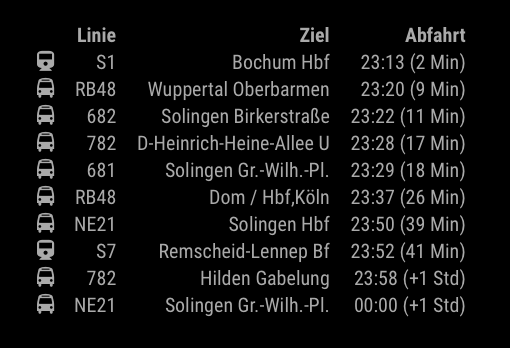 Linie Ziel Abfahrt
S1 Bochum Hbf 23:13 (2 Min)
RB48 Wuppertal Oberbarmen 23:20 (9 Min)
682 Solingen Birkerstraße 23:22 (11 Min)
782 D-Heinrich-Heine-Allee U 23:28 (17 Min)
681 Solingen Gr.-Wilh.-Pl. 23:29 (18 Min)
RB48 Dom / Hbf,Köln 23:37 (26 Min)
NE21 Solingen Hbf 23:50 (39 Min)
S7 Remscheid-Lennep Bf 23:52 (41 Min)
782 Hilden Gabelung 23:58 (+1 Std)
NE21 Solingen Gr.-Wilh.-Pl. 00:00 (+1 Std)